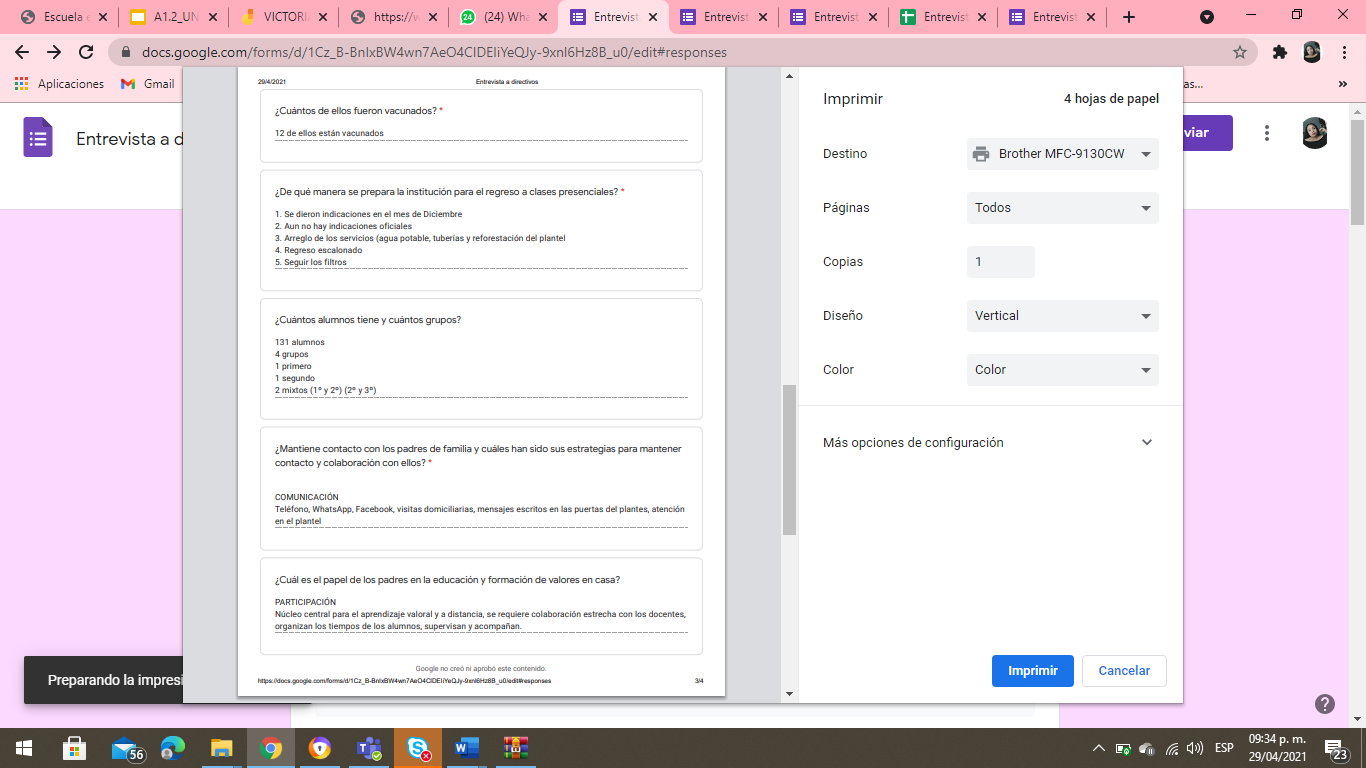 Escuela
A1.2_UN
VICTORI
https://v
(24) Wha
Entrevist
Entrevist
Entrevist
Entrevist
Entrevist
docs.google.com/forms/d/1Cz_B-BnIxBW4wn7AeO4ClDEIiYeQJy-9xnI6Hz8B_u0/edit#responses
Aplicaciones
Gmail
as...
Entrevista a d
viar
29/4/2021
Entrevista a directivos
¿Cuántos de ellos fueron vacunados? *
12 de ellos están vacunados
¿De qué manera se prepara la institución para el regreso a clases presenciales? *
1. Se dieron indicaciones en el mes de Diciembre
2. Aun no hay indicaciones oficiales
3. Arreglo de los servicios (agua potable, tuberías y reforestación del plantel
4. Regreso escalonado
5. Seguir los filtros
¿Cuántos alumnos tiene y cuántos grupos?
131 alumnos
4 grupos
1 primero
1 segundo
2 mixtos (1º y 2º) (2º y 3º)
¿Mantiene contacto con los padres de familia y cuáles han sido sus estrategias para mantener
contacto y colaboración con ellos? *
COMUNICACIÓN
Teléfono, WhatsApp, Facebook, visitas domiciliarias, mensajes escritos en las puertas del plantes, atención
en el plantel
¿Cuál es el papel de los padres en la educación y formación de valores en casa?
PARTICIPACIÓN
Núcleo central para el aprendizaje valoral y a distancia, se requiere colaboración estrecha con los docentes,
organizan los tiempos de los alumnos, supervisan y acompañan.
Google no creó ni aprobó este contenido.
https://docs.google.com/forms/d/1Cz_B-BnIxBW4wn7AeO4ClDEIiYeQJy-9xnI6Hz8B_u0/edit#responses
3/4
Imprimir
4 hojas de papel
Destino
Brother MFC-9130CW
Páginas
Todos
Copias
1
Diseño
Vertical
Color
Color
Más opciones de configuración
Imprimir
Cancelar
Preparando la impresi
56
ESP
09:34 p. m.
29/04/2021
23